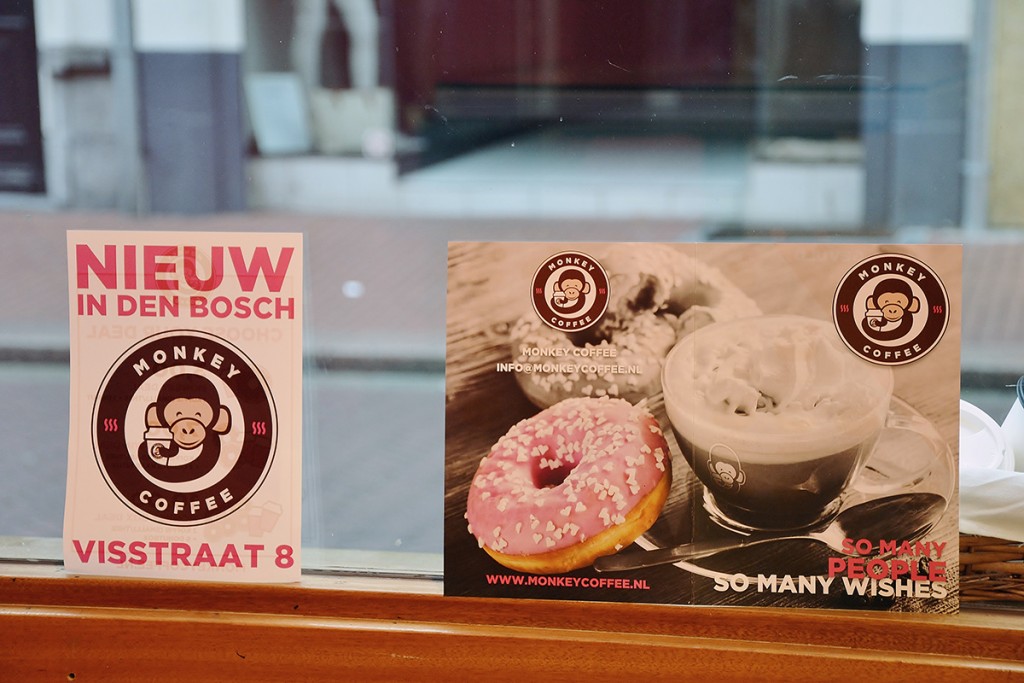 NIEUW
IN DEN BOSCH
MONKEY
COFFEE
VISSTRAAT 8
MONKEY
COFFEE
MONKEY COFFEE
INFO@MONKEYCOFFEE.NL
MONKEY
COFFEE
WWW.MONKEYCOFFEE.NL
SO MANY
PEOPLE
SO MANY WISHES